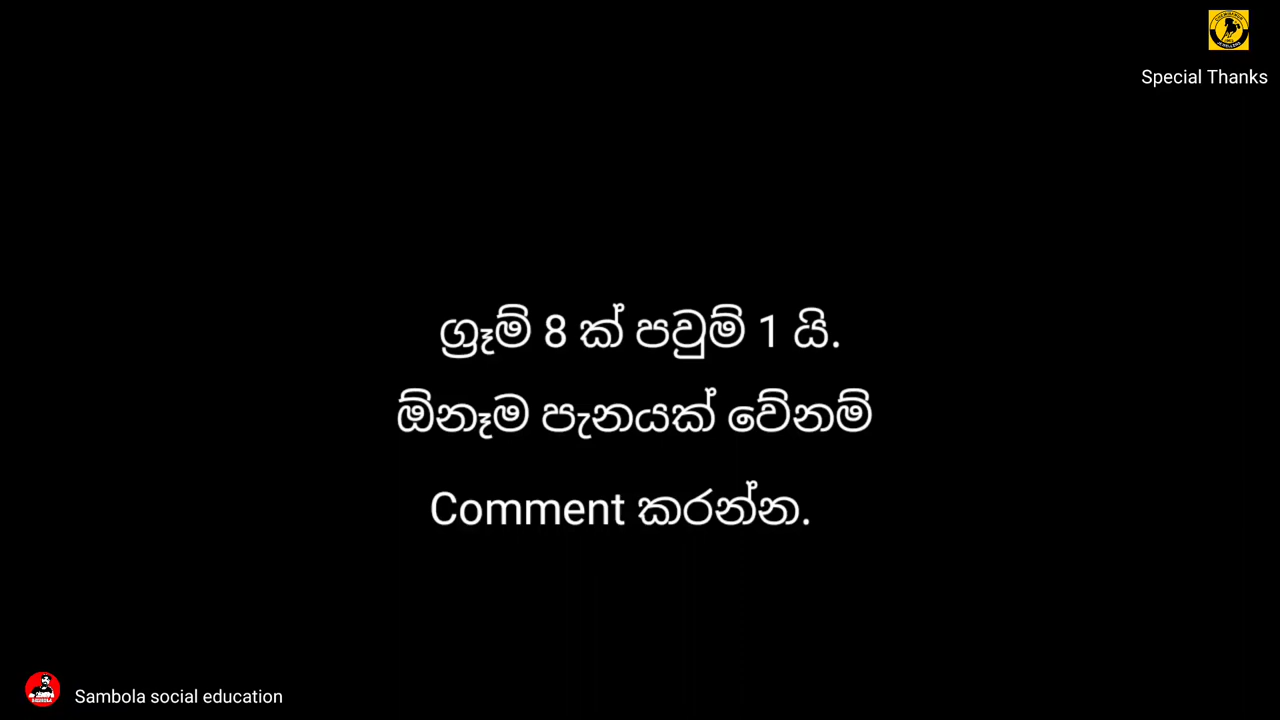 Special Thanks
ග්‍රෑම් 8 ක් පවුම් 1 යි.
ඕනෑම පැනයක් වේනම්
Comment කරන්න.
Sambola social education